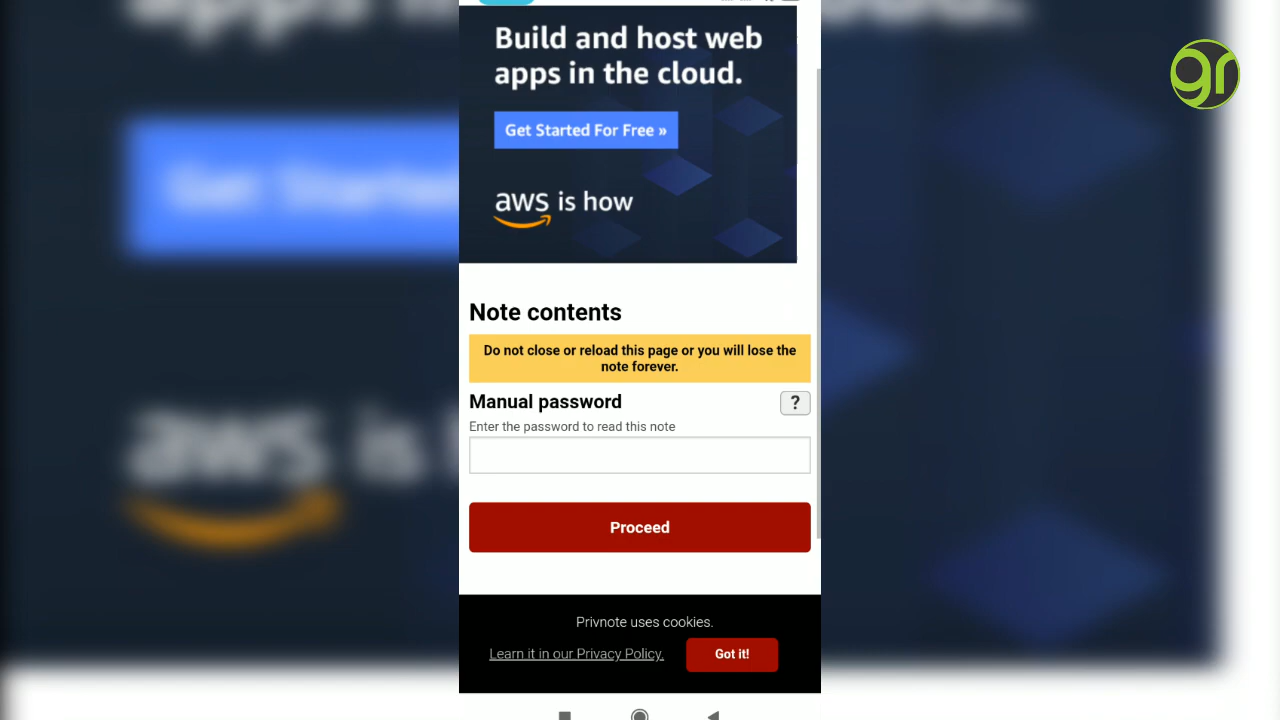 Build and host web
apps in the cloud.
Get Started For Free »
aws is how
Note contents
Do not close or reload this page or you will lose the
note forever.
Manual password
?
Enter the password to read this note
Proceed
Privnote uses cookies.
Learn it in our Privacy Policy.
Got it!
gr